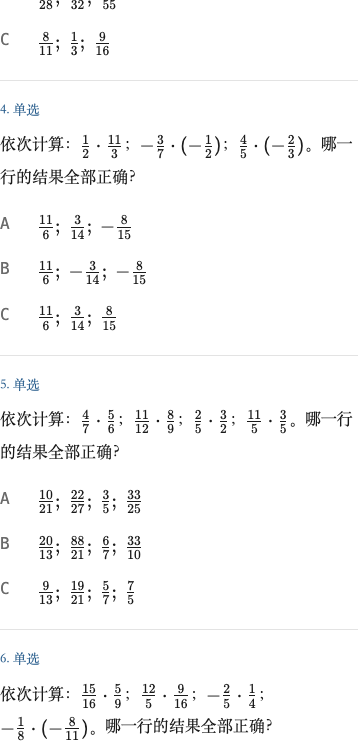 28; 32; 55
C 8/11; 1/3; 9/16
4. 单选
依次计算: 1/2 · 11/3; −3/7 · (−1/2); 4/5 · (−2/3)。哪一
行的结果全部正确?
A 11/6; 3/14; −8/15
B 11/6; −3/14; −8/15
C 11/6; 3/14; 8/15
5. 单选
依次计算: 4/7 · 5/6; 11/12 · 8/9; 2/5 · 3/2; 11/5 · 3/5。哪一行
的结果全部正确?
A 10/21; 22/27; 3/5; 33/25
B 20/13; 88/21; 6/7; 33/10
C 9/13; 19/21; 5/7; 7/5
6. 单选
依次计算: 15/16 · 5/9; 12/5 · 9/16; −2/5 · 1/4;
−1/8 · (−8/11)。哪一行的结果全部正确?